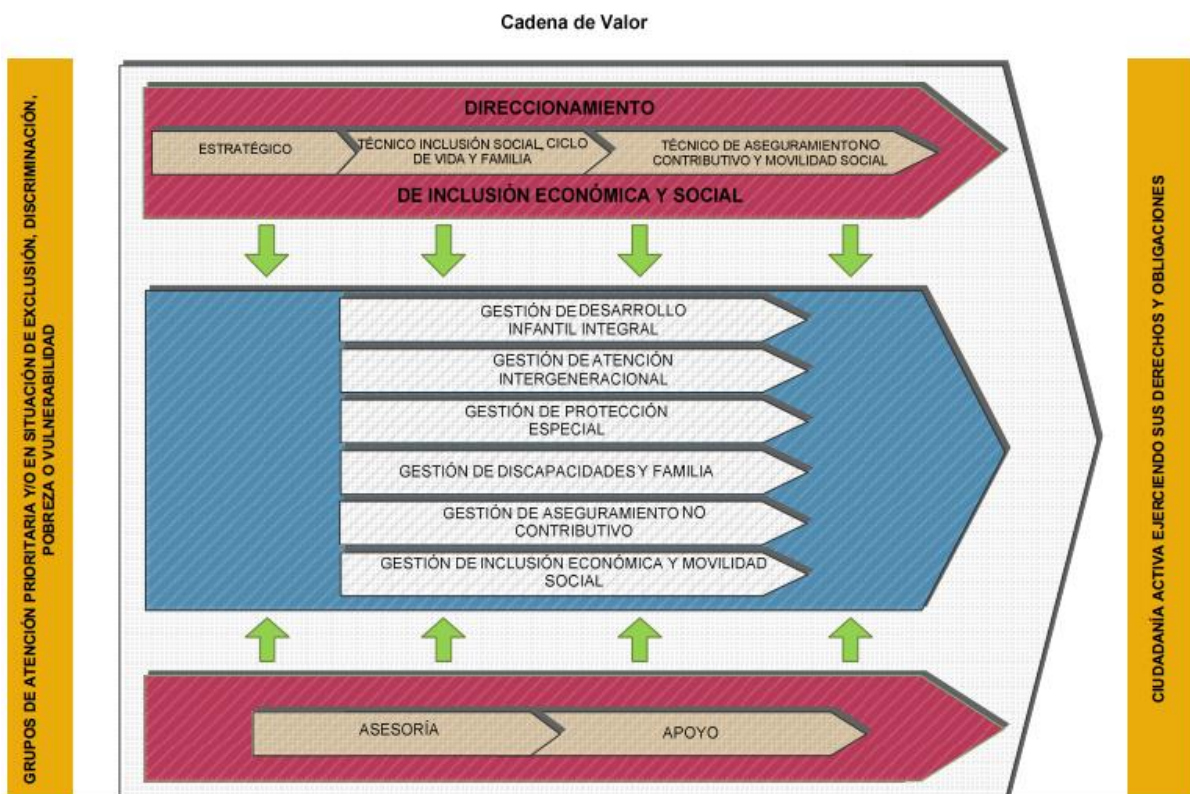 Cadena de Valor
GRUPOS DE ATENCIÓN PRIORITARIA Y/O EN SITUACIÓN DE EXCLUSIÓN, DISCRIMINACIÓN,
POBREZA O VULNERABILIDAD
DIRECCIONAMIENTO
ESTRATÉGICO
TÉCNICO INCLUSIÓN SOCIAL, CICLO
DE VIDA Y FAMILIA
TÉCNICO DE ASEGURAMIENTO NO
CONTRIBUTIVO Y MOVILIDAD SOCIAL
DE INCLUSIÓN ECONÓMICA Y SOCIAL
GESTIÓN DE DESARROLLO
INFANTIL INTEGRAL
GESTIÓN DE ATENCIÓN
INTERGENERACIONAL
GESTIÓN DE PROTECCIÓN
ESPECIAL
GESTIÓN DE DISCAPACIDADES Y FAMILIA
GESTIÓN DE ASEGURAMIENTO NO
CONTRIBUTIVO
GESTIÓN DE INCLUSIÓN ECONÓMICA Y MOVILIDAD
SOCIAL
ASESORÍA
APOYO
CIUDADANÍA ACTIVA EJERCIENDO SUS DERECHOS Y OBLIGACIONES